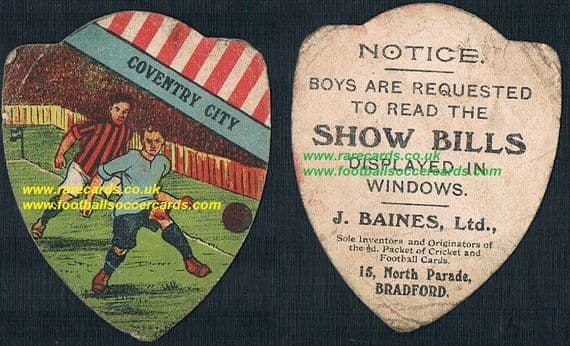 COVENTRY CITY
www.rarecards.co.uk
www.footballsoccercards.com
NOTICE.
BOYS ARE REQUESTED
TO READ THE
SHOW BILLS
www.rarecards.co.uk
DISPLAYED IN
www.footballsoccercards.com
WINDOWS.
J. BAINES, Ltd.,
Sole Inventors and Originators of
the ½d. Packet of Cricket and
Football Cards.
15, North Parade,
BRADFORD.